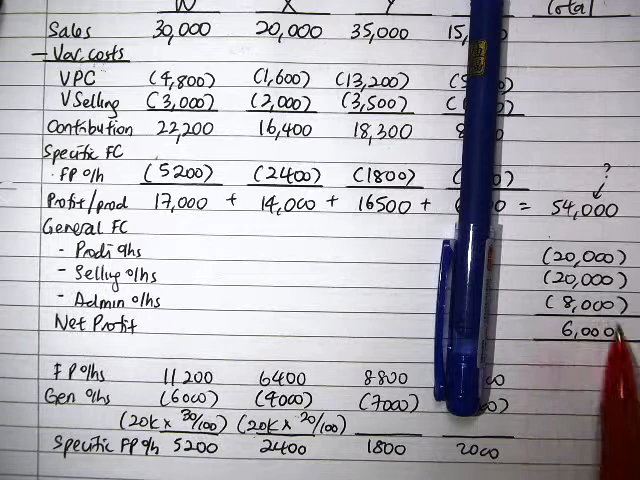 W X Y Total
Sales 30,000 20,000 35,000 15,
- Var. costs
VPC (4,800) (1,600) (13,200)
V Selling (3,000) (2,000) (3,500)
Contribution 22,200 16,400 18,300
Specific FC
?
- FP o/h (5200) (2400) (1800)
Profit/prod 17,000 + 14,000 + 16500 + = 54,000
General FC
- Prodn o/hs (20,000)
- Selling o/hs (20,000)
- Admin o/hs (8,000)
Net Profit 6,000
FP o/hs 11200 6400 8800
Gen o/hs (6000) (4000) (7000)
(20K x 30/100) (20K x 20/100)
Specific FP o/h 5200 2400 1800 2000